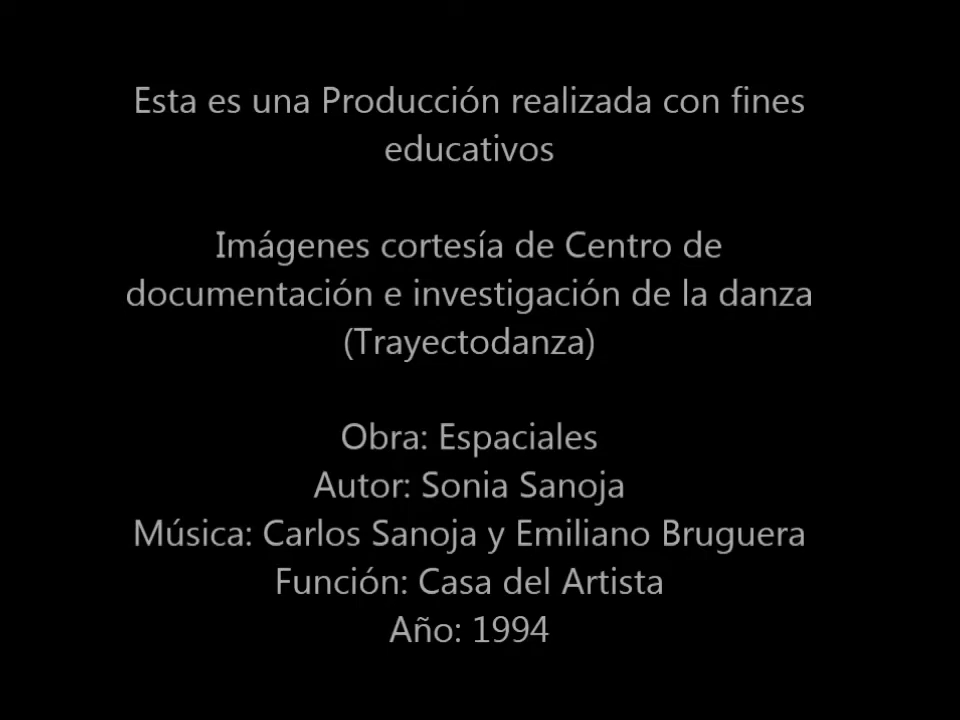 Esta es una Producción realizada con fines
educativos
Imágenes cortesía de Centro de
documentación e investigación de la danza
(Trayectodanza)
Obra: Espaciales
Autor: Sonia Sanoja
Música: Carlos Sanoja y Emiliano Bruguera
Función: Casa del Artista
Año: 1994